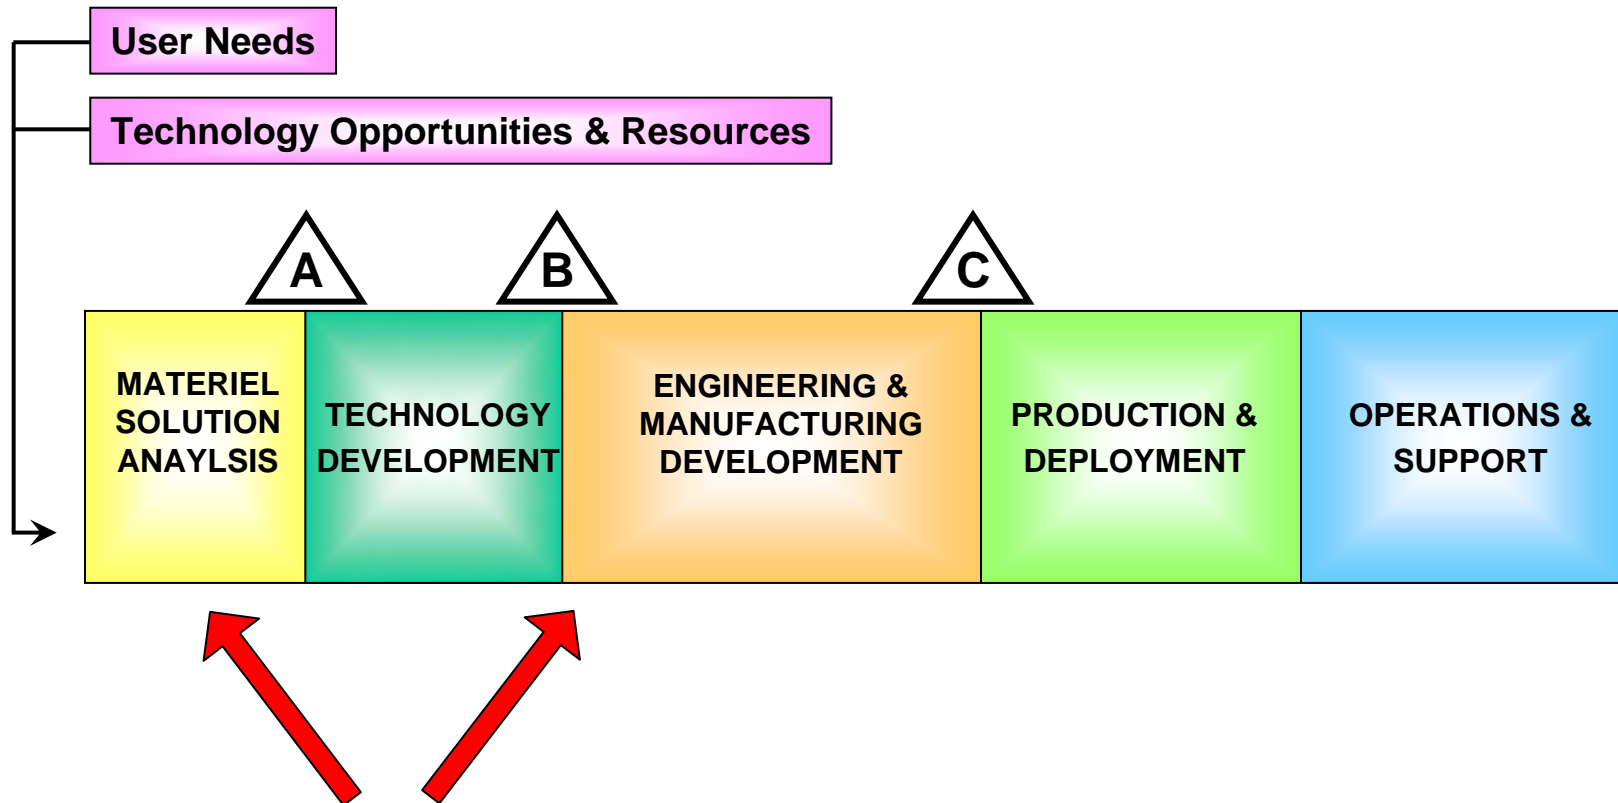 User Needs
Technology Opportunities & Resources
A
B
C
MATERIEL
SOLUTION
ANAYLSIS
TECHNOLOGY
DEVELOPMENT
ENGINEERING &
MANUFACTURING
DEVELOPMENT
PRODUCTION &
DEPLOYMENT
OPERATIONS &
SUPPORT